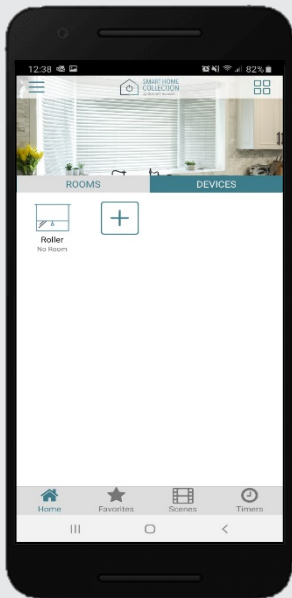 12:38
82%
SMART HOME
COLLECTION
ROOMS
DEVICES
Roller
No Room
Home
Favorites
Scenes
Timers